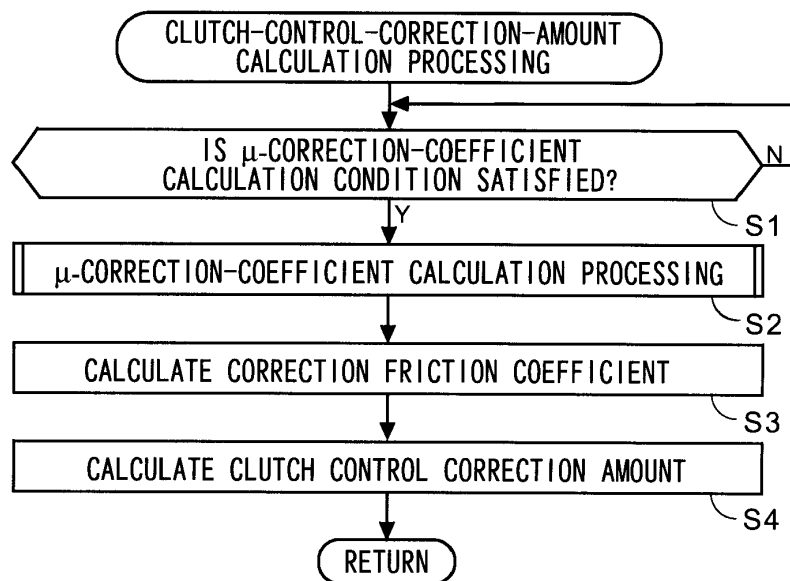 CLUTCH-CONTROL-CORRECTION-AMOUNT
CALCULATION PROCESSING
IS μ-CORRECTION-COEFFICIENT
CALCULATION CONDITION SATISFIED?
N
S1
Y
μ-CORRECTION-COEFFICIENT CALCULATION PROCESSING
S2
CALCULATE CORRECTION FRICTION COEFFICIENT
S3
CALCULATE CLUTCH CONTROL CORRECTION AMOUNT
S4
RETURN